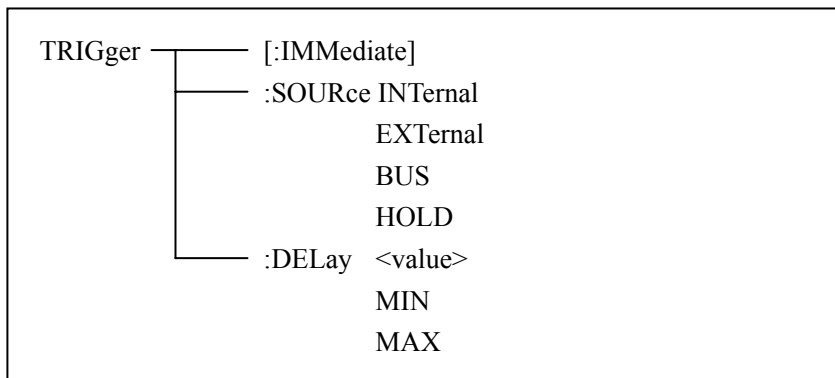 TRIGger [:IMMediate]
:SOURce INTernal
EXTernal
BUS
HOLD
:DELay <value>
MIN
MAX